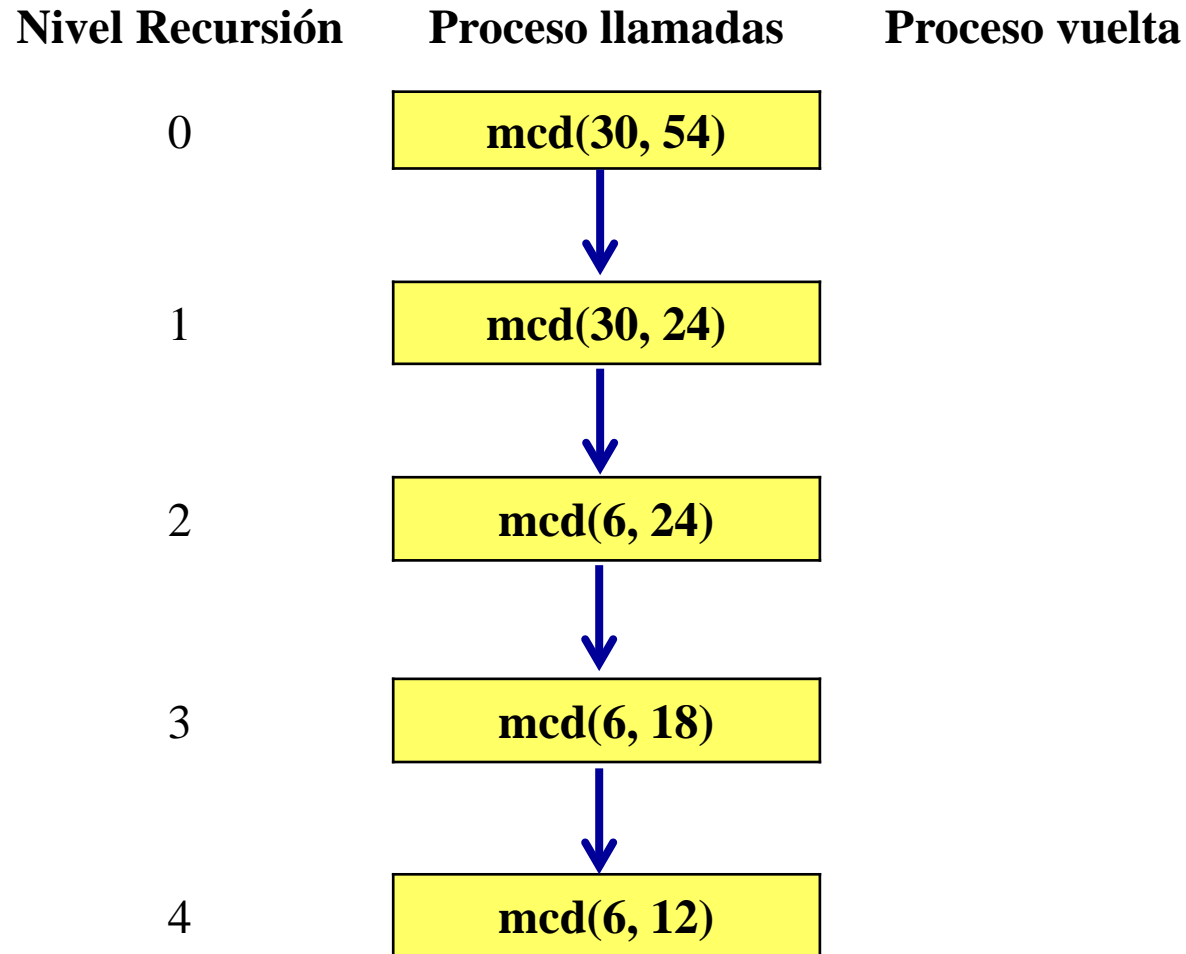 Nivel Recursión Proceso llamadas Proceso vuelta
0 mcd(30, 54)
1 mcd(30, 24)
2 mcd(6, 24)
3 mcd(6, 18)
4 mcd(6, 12)